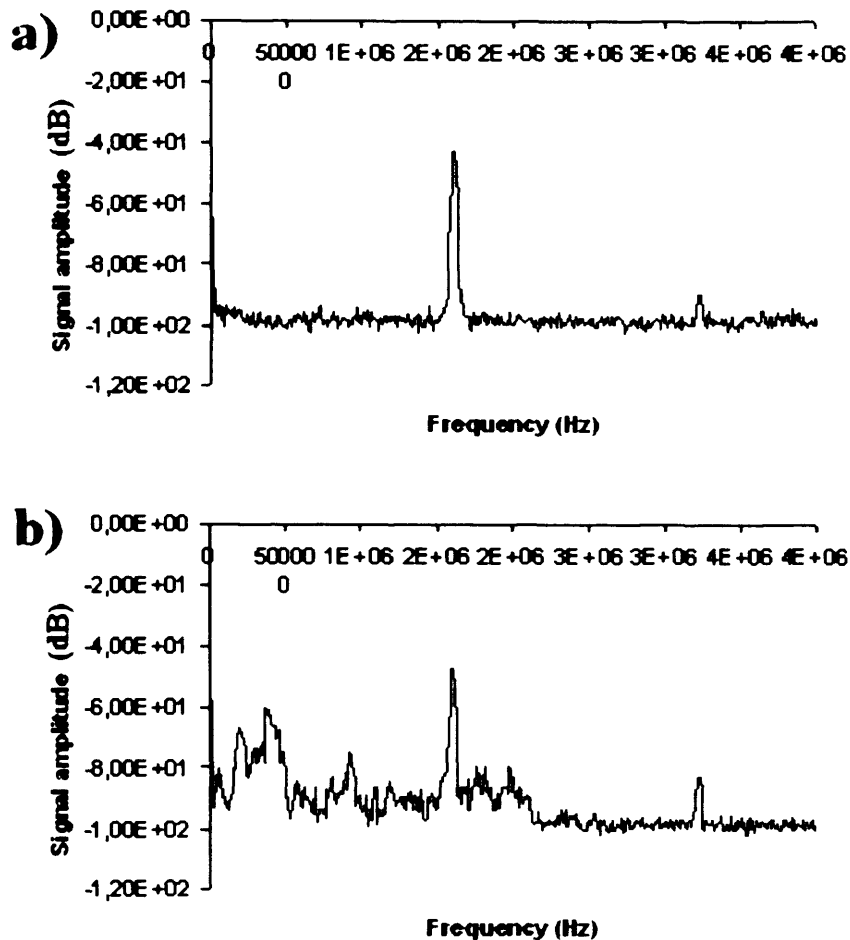 a)
0,00E+00
0 50000 1E+06 2E+06 2E+06 3E+06 3E+06 4E+06 4E+06
0
-2,00E+01
-4,00E+01
-6,00E+01
-8,00E+01
-1,00E+02
-1,20E+02
Signal amplitude (dB)
Frequency (Hz)
b)
0,00E+00
0 50000 1E+06 2E+06 2E+06 3E+06 3E+06 4E+06 4E+06
0
-2,00E+01
-4,00E+01
-6,00E+01
-8,00E+01
-1,00E+02
-1,20E+02
Signal amplitude (dB)
Frequency (Hz)